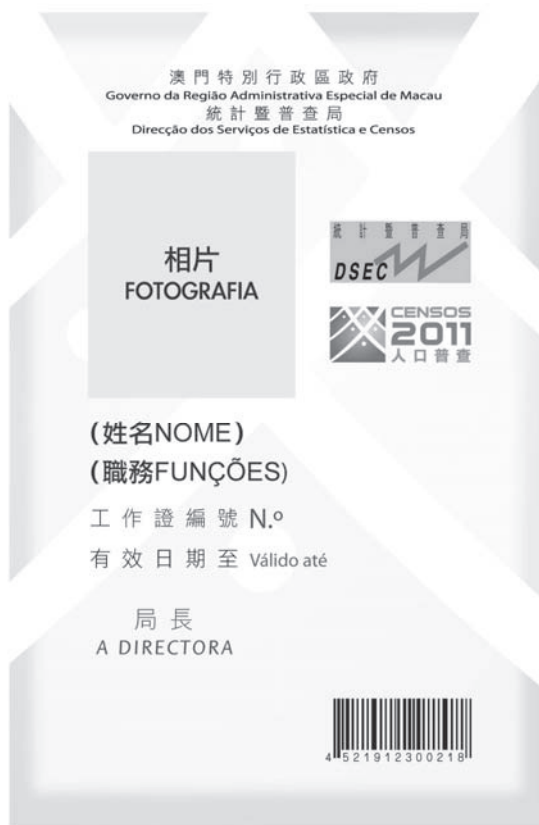 澳門特別行政區政府
Governo da Região Administrativa Especial de Macau
統計暨普查局
Direcção dos Serviços de Estatística e Censos
相片
FOTOGRAFIA
統計暨普查局
DSEC
CENSOS
2011
人口普查
(姓名NOME)
(職務FUNÇÕES)
工作證編號 N.º
有效日期至 Válido até
局長
A DIRECTORA
4 521912300218